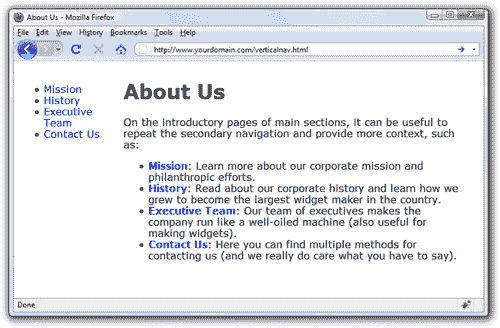 About Us - Mozilla Firefox
File Edit View History Bookmarks Tools Help
http://www.yourdomain.com/verticalnav.html
Mission
History
Executive
Team
Contact Us
About Us
On the introductory pages of main sections, it can be useful to
repeat the secondary navigation and provide more context, such
as:
Mission: Learn more about our corporate mission and
philanthropic efforts.
History: Read about our corporate history and learn how we
grew to become the largest widget maker in the country.
Executive Team: Our team of executives makes the
company run like a well-oiled machine (also useful for
making widgets).
Contact Us: Here you can find multiple methods for
contacting us (and we really do care what you have to say).
Done